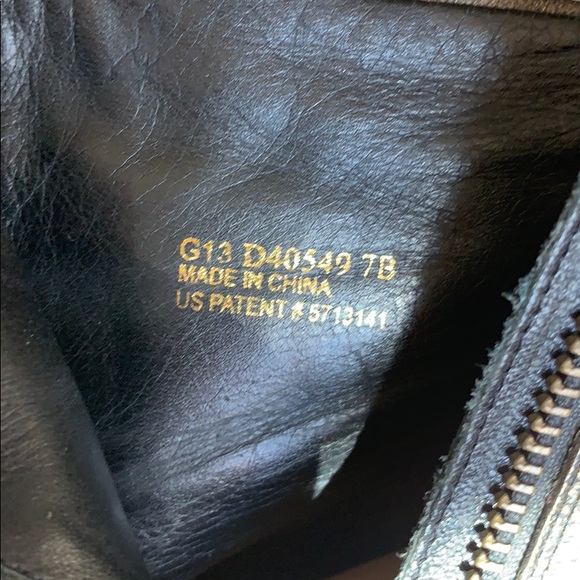 G13 D40549 7B
MADE IN CHINA
US PATENT # 5713141